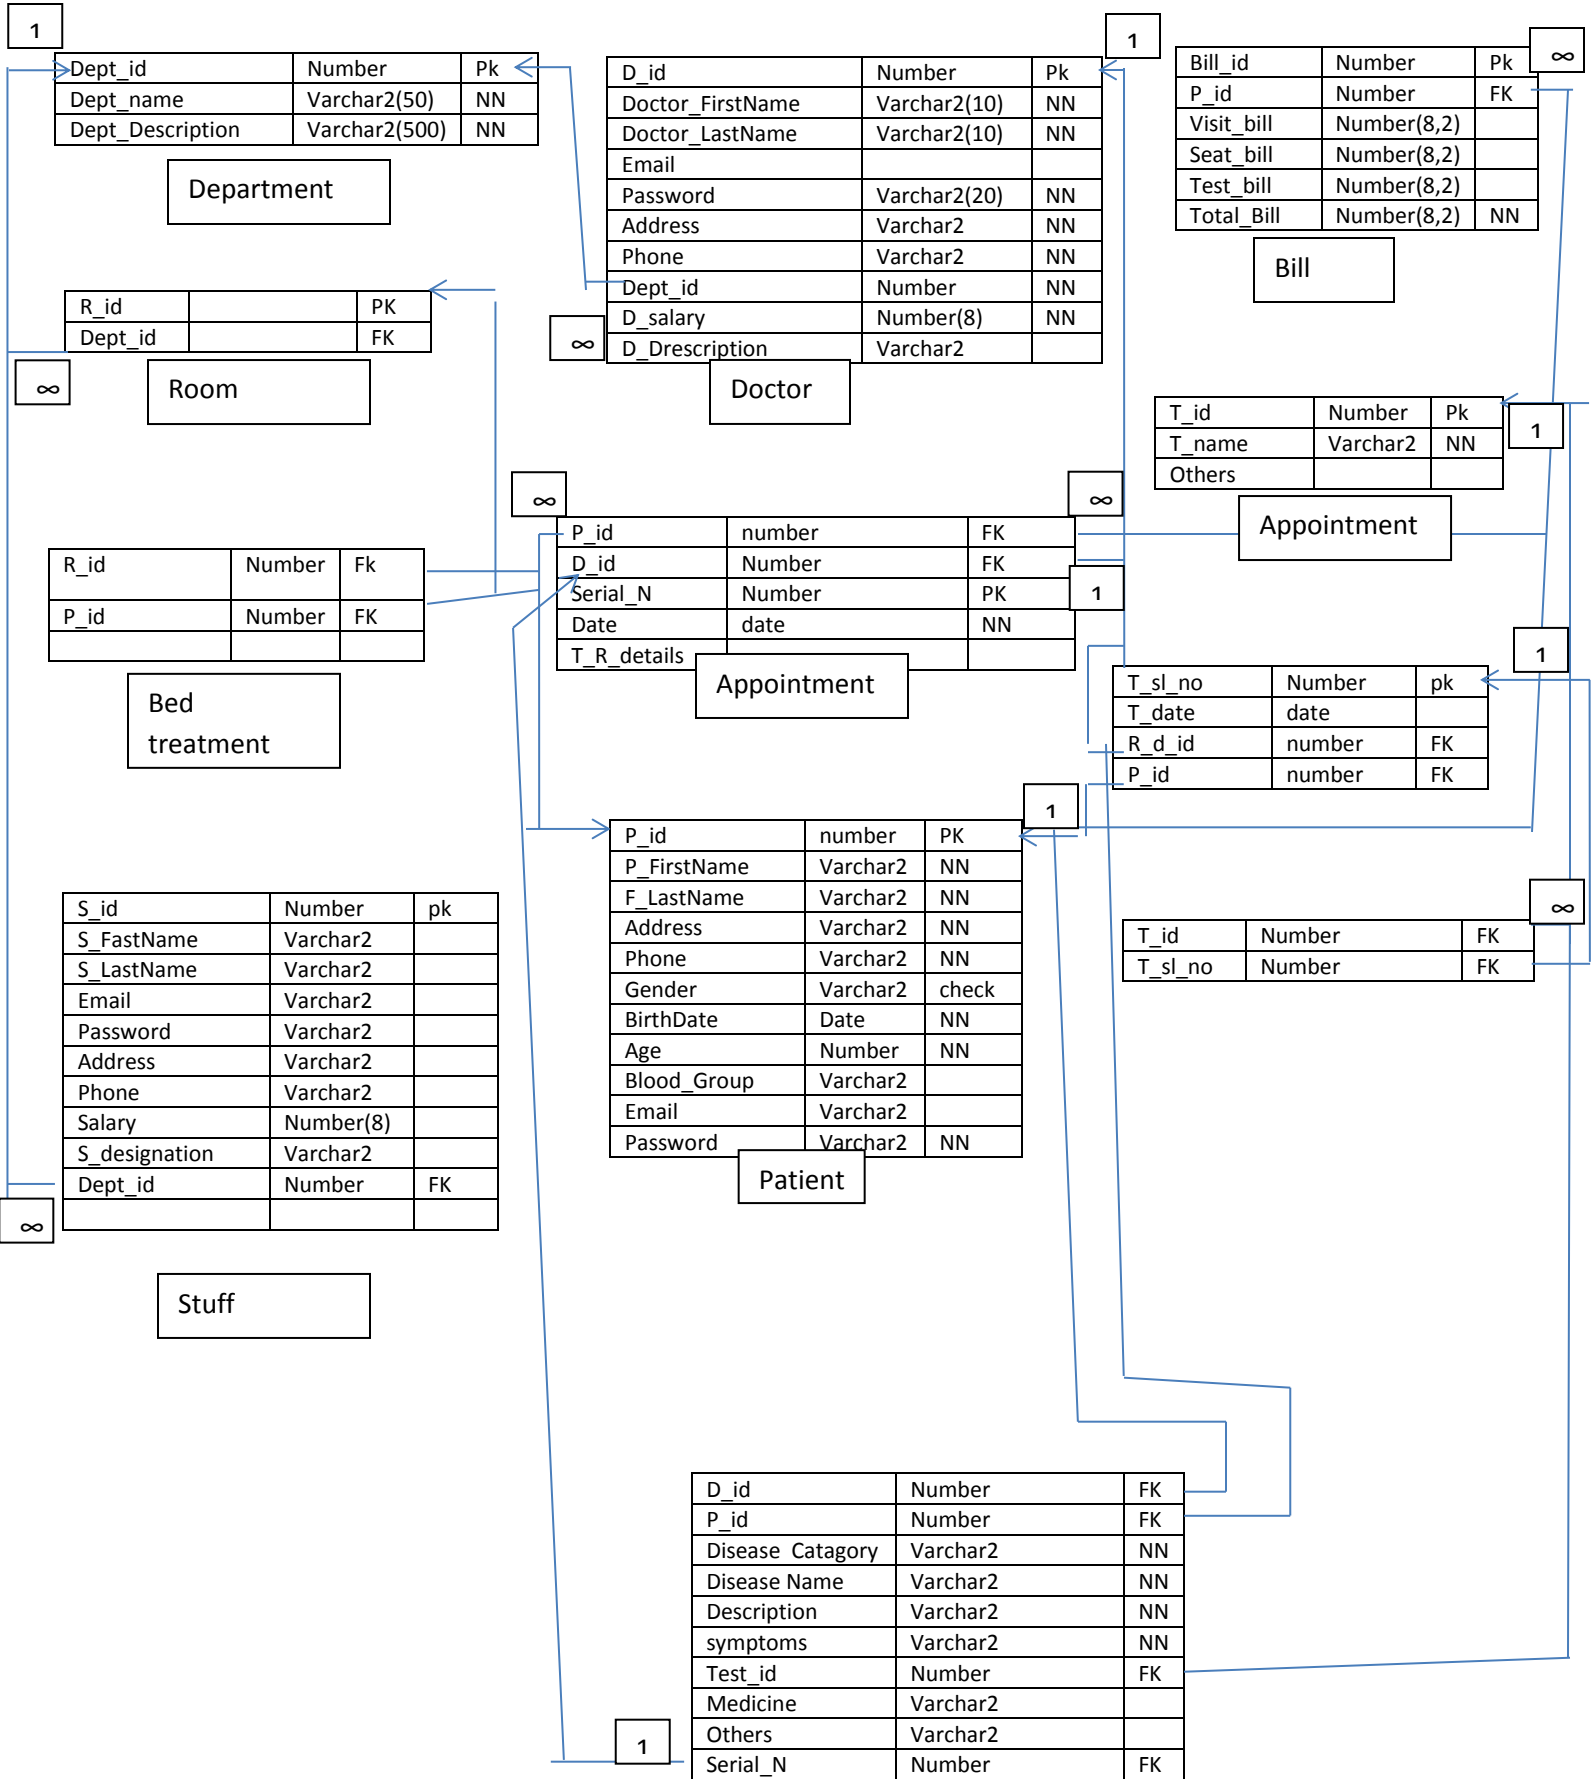 1
Dept_id Number Pk
Dept_name Varchar2(50) NN
Dept_Description Varchar2(500) NN
Department
1
D_id Number Pk
Doctor_FirstName Varchar2(10) NN
Doctor_LastName Varchar2(10) NN
Email
Password Varchar2(20) NN
Address Varchar2 NN
Phone Varchar2 NN
Dept_id Number NN
D_salary Number(8) NN
D_Drescription Varchar2
∞
Doctor
∞
Bill_id Number Pk
P_id Number FK
Visit_bill Number(8,2)
Seat_bill Number(8,2)
Test_bill Number(8,2)
Total_Bill Number(8,2) NN
Bill
R_id PK
Dept_id FK
∞
Room
T_id Number Pk
T_name Varchar2 NN
Others
1
Appointment
∞
∞
P_id number FK
D_id Number FK
Serial_N Number PK
Date date NN
T_R_details
1
Appointment
R_id Number Fk
P_id Number FK
Bed
treatment
1
T_sl_no Number pk
T_date date
R_d_id number FK
P_id number FK
1
P_id number PK
P_FirstName Varchar2 NN
F_LastName Varchar2 NN
Address Varchar2 NN
Phone Varchar2 NN
Gender Varchar2 check
BirthDate Date NN
Age Number NN
Blood_Group Varchar2
Email Varchar2
Password Varchar2 NN
Patient
∞
T_id Number FK
T_sl_no Number FK
S_id Number pk
S_FastName Varchar2
S_LastName Varchar2
Email Varchar2
Password Varchar2
Address Varchar2
Phone Varchar2
Salary Number(8)
S_designation Varchar2
Dept_id Number FK
∞
Stuff
D_id Number FK
P_id Number FK
Disease Catagory Varchar2 NN
Disease Name Varchar2 NN
Description Varchar2 NN
symptoms Varchar2 NN
Test_id Number FK
Medicine Varchar2
Others Varchar2
Serial_N Number FK
1